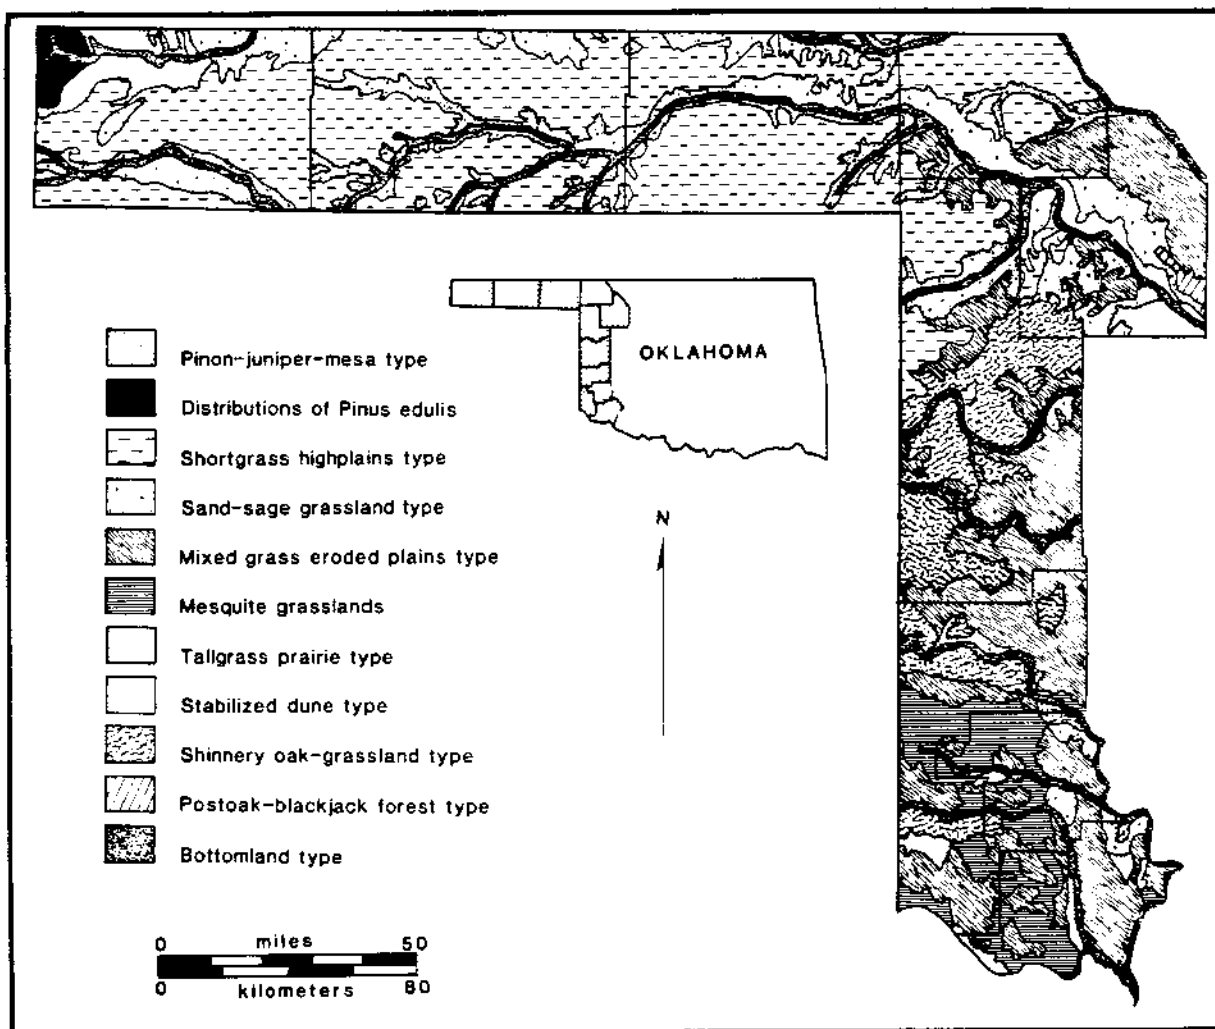 OKLAHOMA
Pinon-juniper-mesa type
Distributions of Pinus edulis
Shortgrass highplains type
Sand-sage grassland type
Mixed grass eroded plains type
Mesquite grasslands
Tallgrass prairie type
Stabilized dune type
Shinnery oak-grassland type
Postoak-blackjack forest type
Bottomland type
N
0 miles 50
0 kilometers 80